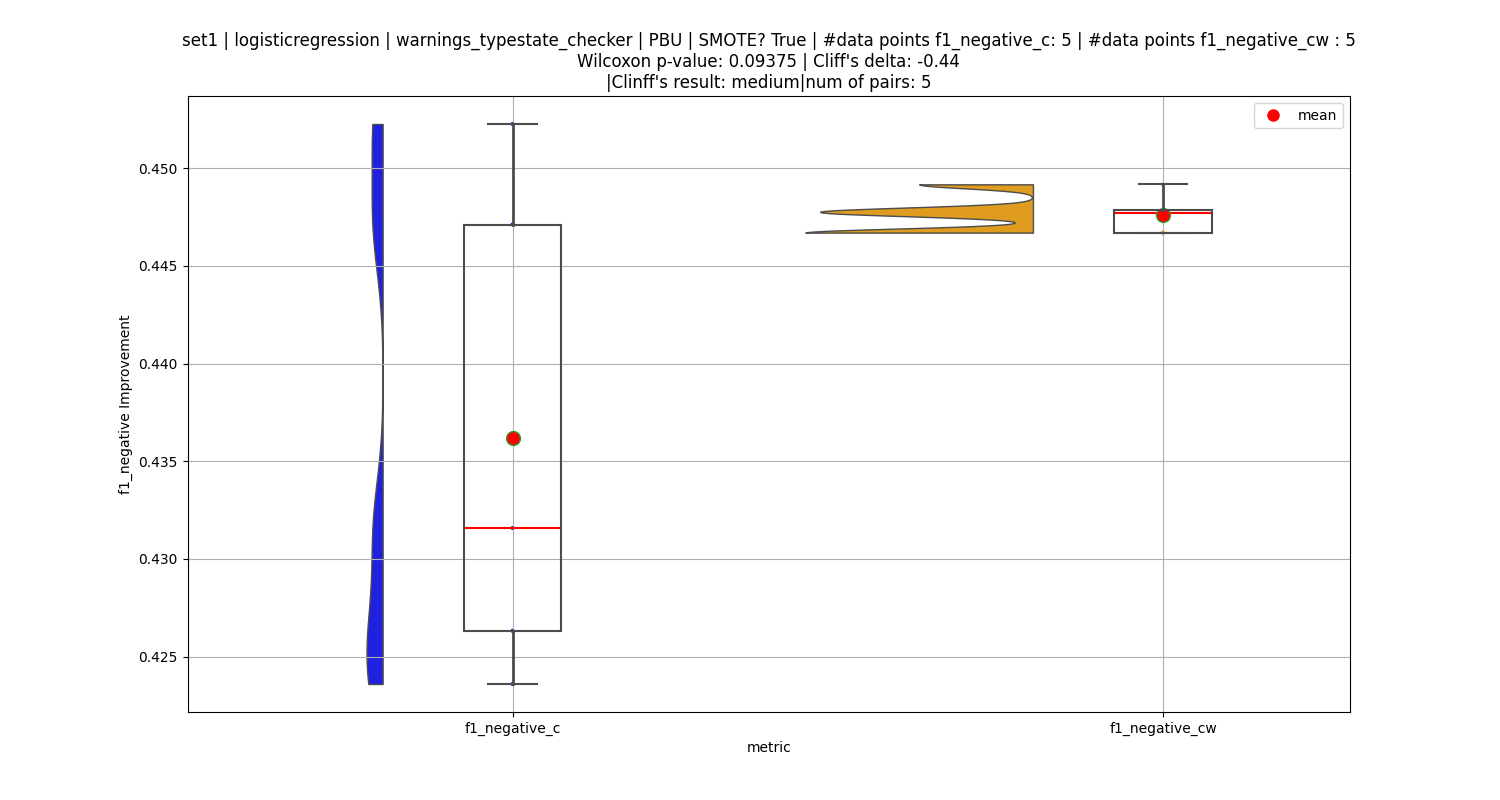 set1 | logisticregression | warnings_typestate_checker | PBU | SMOTE? True | #data points f1_negative_c: 5 | #data points f1_negative_cw : 5
Wilcoxon p-value: 0.09375 | Cliff's delta: -0.44
|Clinff's result: medium|num of pairs: 5
mean
0.450
0.445
0.440
0.435
0.430
0.425
f1_negative Improvement
f1_negative_c
f1_negative_cw
metric